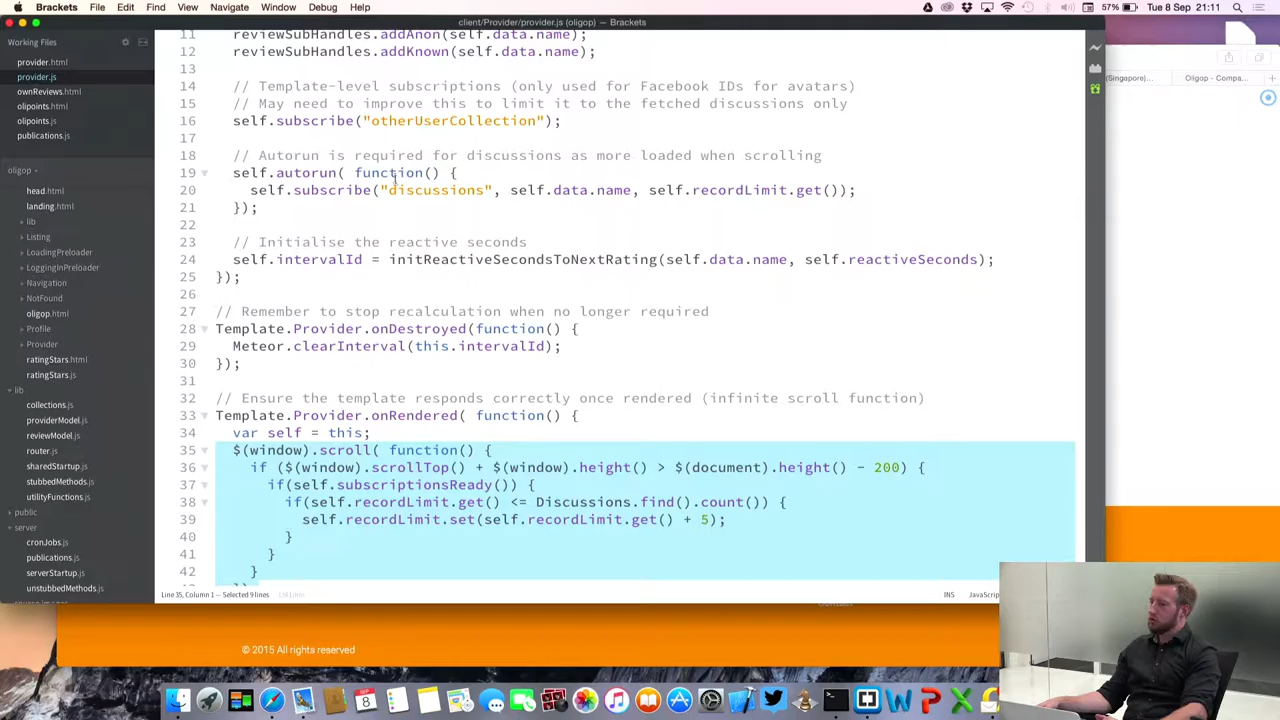 Brackets File Edit Find View Navigate Window Debug Help
57% Tue 8 Sep 21:11
client/Provider/provider.js (oligop) — Brackets
Working Files
provider.html
provider.js
ownReviews.html
olipoints.html
olipoints.js
publications.js
oligop
head.html
landing.html
lib
Listing
LoadingPreloader
LoggingInPreloader
Navigation
NotFound
oligop.html
Profile
Provider
ratingStars.html
ratingStars.js
lib
collections.js
providerModel.js
reviewModel.js
router.js
sharedStartup.js
stubbedMethods.js
utilityFunctions.js
public
server
cronJobs.js
publications.js
serverStartup.js
unstubbedMethods.js
11 reviewSubHandles.addAnon(self.data.name);
12 reviewSubHandles.addKnown(self.data.name);
13
14 // Template-level subscriptions (only used for Facebook IDs for avatars)
15 // May need to improve this to limit it to the fetched discussions only
16 self.subscribe("otherUserCollection");
17
18 // Autorun is required for discussions as more loaded when scrolling
19 self.autorun( function() {
20 self.subscribe("discussions", self.data.name, self.recordLimit.get());
21 });
22
23 // Initialise the reactive seconds
24 self.intervalId = initReactiveSecondsToNextRating(self.data.name, self.reactiveSeconds);
25 });
26
27 // Remember to stop recalculation when no longer required
28 Template.Provider.onDestroyed(function() {
29 Meteor.clearInterval(this.intervalId);
30 });
31
32 // Ensure the template responds correctly once rendered (infinite scroll function)
33 Template.Provider.onRendered( function() {
34 var self = this;
35 $(window).scroll( function() {
36 if ($(window).scrollTop() + $(window).height() > $(document).height() - 200) {
37 if(self.subscriptionsReady()) {
38 if(self.recordLimit.get() <= Discussions.find().count()) {
39 self.recordLimit.set(self.recordLimit.get() + 5);
40 }
41 }
42 }
Line 35, Column 1 — Selected 9 lines
INS JavaScrip
(Singapore)... Oligop - Compa...
© 2015 All rights reserved